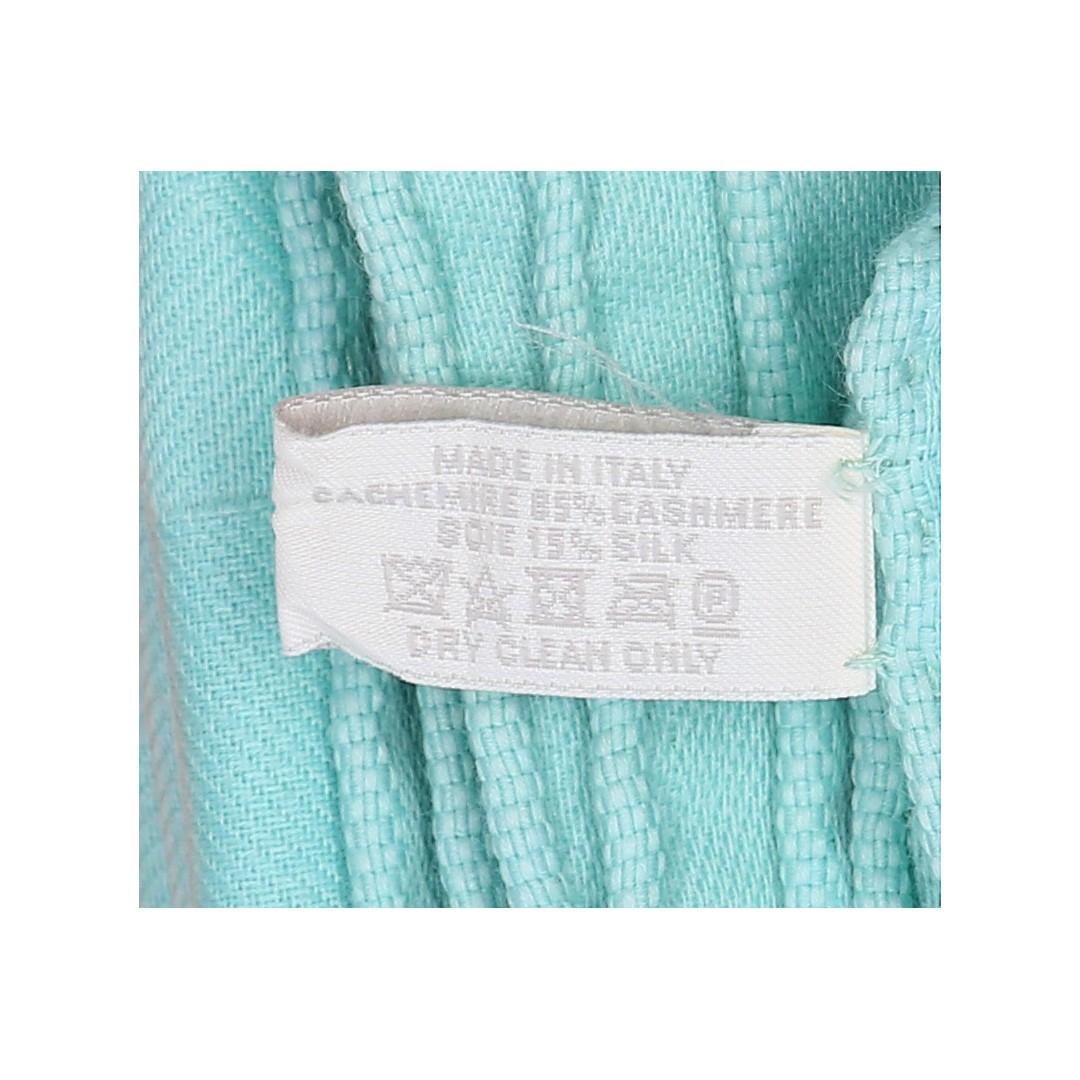 MADE IN ITALY
CACHEMIRE 85% CASHMERE
SOIE 15% SILK
P
DRY CLEAN ONLY